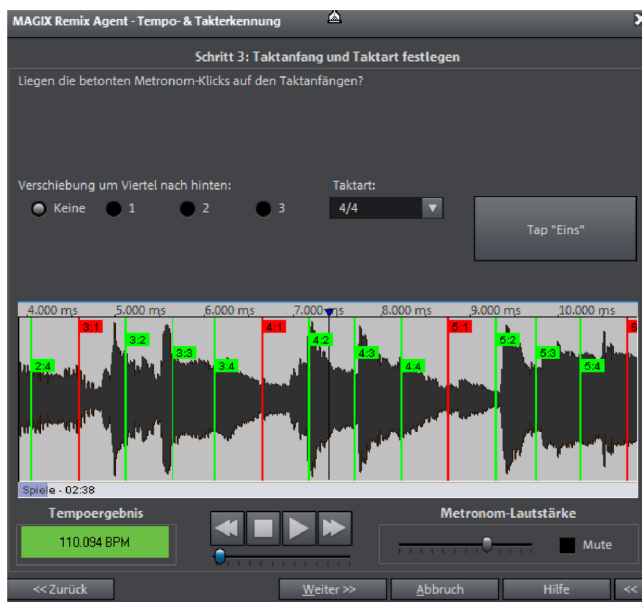 MAGIX Remix Agent - Tempo- & Takterkennung
Schritt 3: Taktanfang und Taktart festlegen
Liegen die betonten Metronom-Klicks auf den Taktanfängen?
Verschiebung um Viertel nach hinten:
Taktart:
Keine 1 2 3 4/4
Tap "Eins"
4.000 ms 5.000 ms 6.000 ms 7.000 ms 8.000 ms 9.000 ms 10.000 ms
3:1 4:1 5:1 6
3:2 4:2 5:2
3:3 4:3 5:3
2:4 3:4 4:4 5:4
Spiele - 02:38
Tempoergebnis
Metronom-Lautstärke
110.094 BPM
Mute
<< Zurück Weiter >> Abbruch Hilfe <<